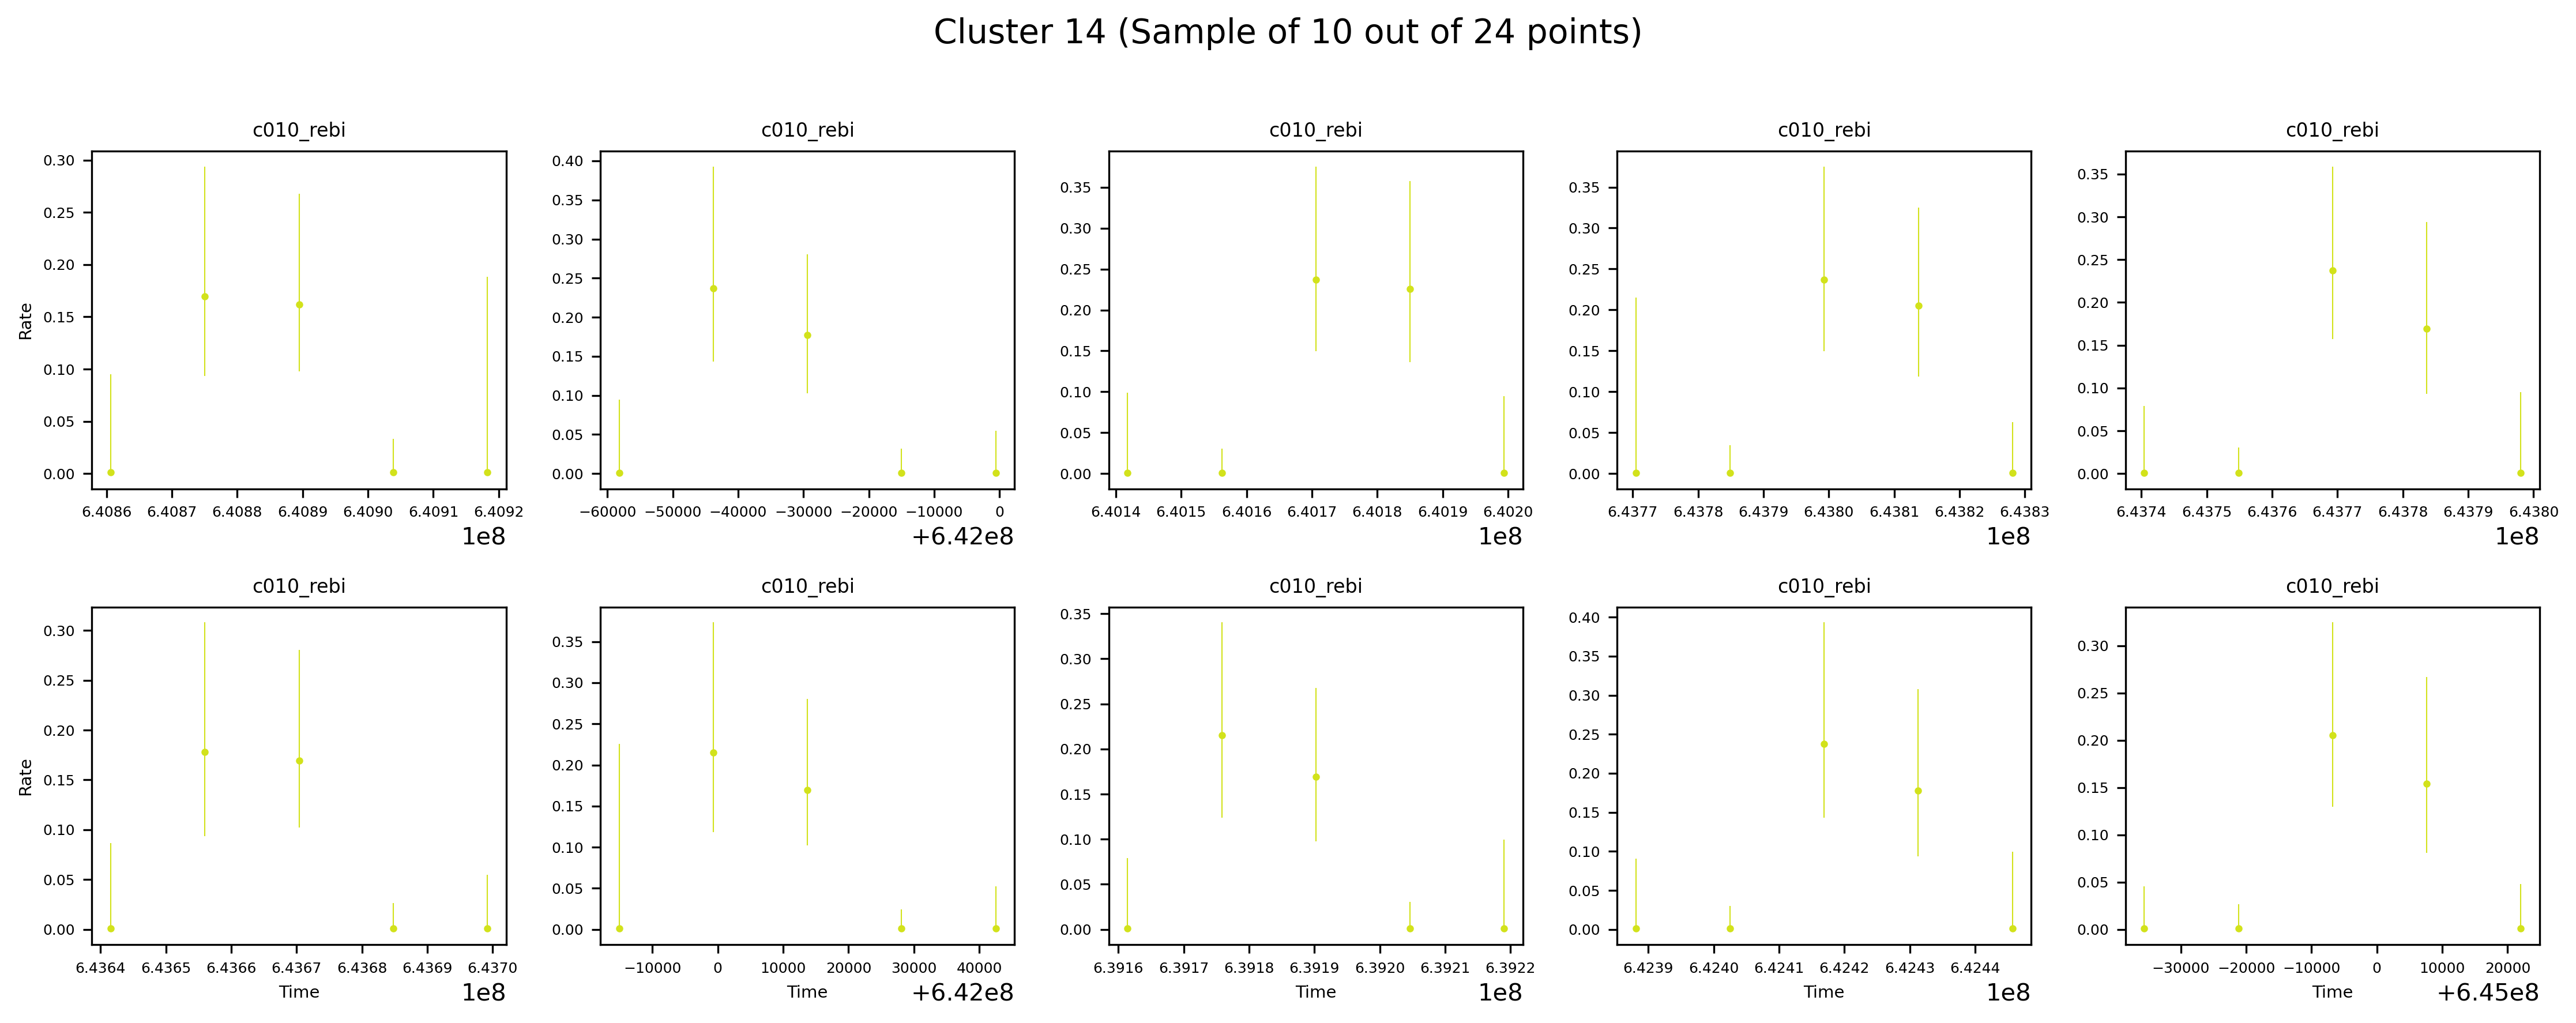 Cluster 14 (Sample of 10 out of 24 points)
c010_rebi c010_rebi c010_rebi c010_rebi c010_rebi
Rate
0.30
0.25
0.20
0.15
0.10
0.05
0.00
6.4086 6.4087 6.4088 6.4089 6.4090 6.4091 6.4092
1e8
0.40
0.35
0.30
0.25
0.20
0.15
0.10
0.05
0.00
−60000 −50000 −40000 −30000 −20000 −10000 0
+6.42e8
0.35
0.30
0.25
0.20
0.15
0.10
0.05
0.00
6.4014 6.4015 6.4016 6.4017 6.4018 6.4019 6.4020
1e8
0.35
0.30
0.25
0.20
0.15
0.10
0.05
0.00
6.4377 6.4378 6.4379 6.4380 6.4381 6.4382 6.4383
1e8
0.35
0.30
0.25
0.20
0.15
0.10
0.05
0.00
6.4374 6.4375 6.4376 6.4377 6.4378 6.4379 6.4380
1e8
c010_rebi c010_rebi c010_rebi c010_rebi c010_rebi
Rate
0.30
0.25
0.20
0.15
0.10
0.05
0.00
6.4364 6.4365 6.4366 6.4367 6.4368 6.4369 6.4370
Time
1e8
0.35
0.30
0.25
0.20
0.15
0.10
0.05
0.00
−10000 0 10000 20000 30000 40000
Time
+6.42e8
0.35
0.30
0.25
0.20
0.15
0.10
0.05
0.00
6.3916 6.3917 6.3918 6.3919 6.3920 6.3921 6.3922
Time
1e8
0.40
0.35
0.30
0.25
0.20
0.15
0.10
0.05
0.00
6.4239 6.4240 6.4241 6.4242 6.4243 6.4244
Time
1e8
0.30
0.25
0.20
0.15
0.10
0.05
0.00
−30000 −20000 −10000 0 10000 20000
Time
+6.45e8